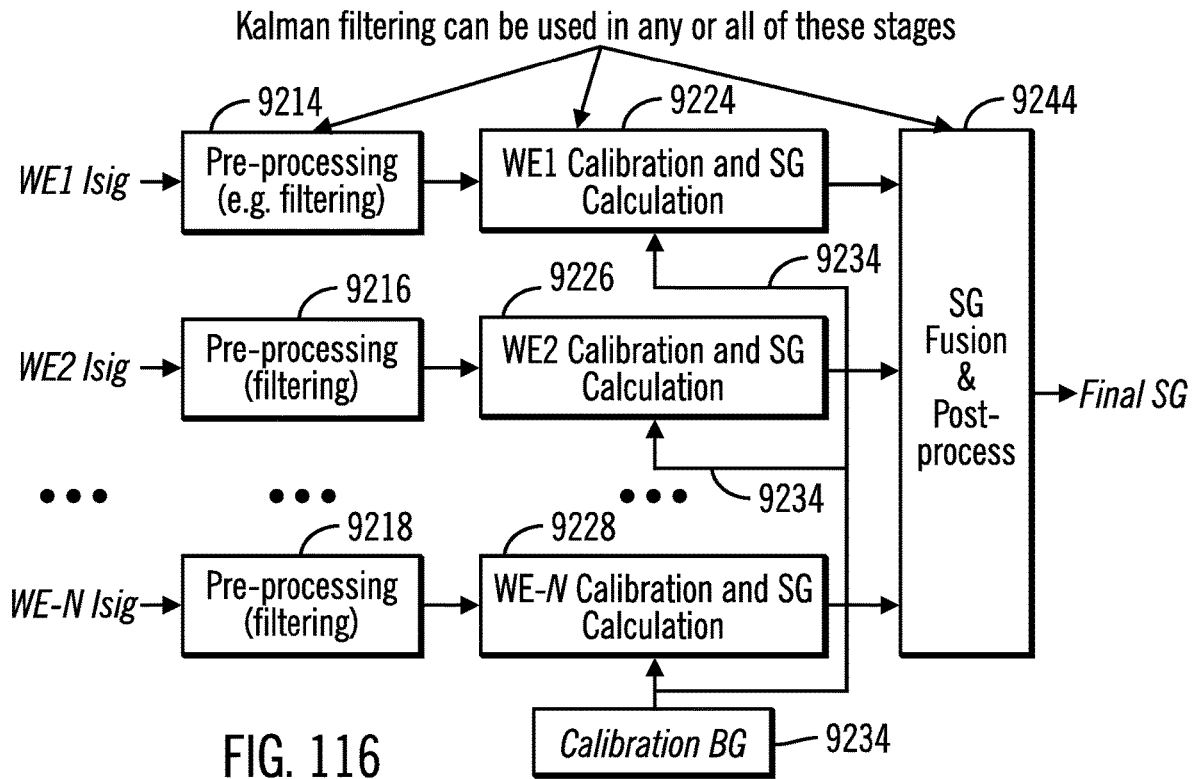 Kalman filtering can be used in any or all of these stages
9214
9224
9244
WE1 Isig
Pre-processing
(e.g. filtering)
WE1 Calibration and SG
Calculation
9234
9216
9226
WE2 Isig
Pre-processing
(filtering)
WE2 Calibration and SG
Calculation
SG
Fusion
&
Post-
process
Final SG
9234
9218
9228
WE-N Isig
Pre-processing
(filtering)
WE-N Calibration and SG
Calculation
Calibration BG
9234
FIG. 116